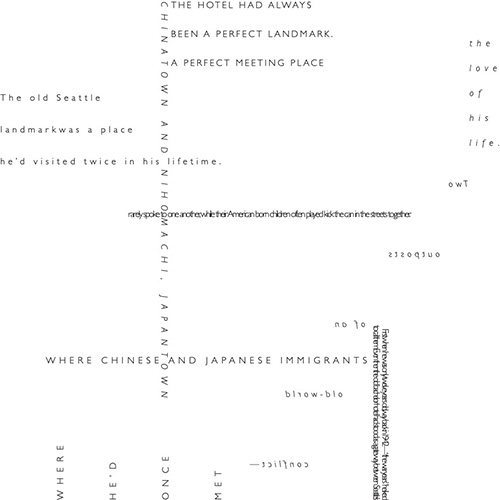 THE HOTEL HAD ALWAYS
BEEN A PERFECT LANDMARK.
A PERFECT MEETING PLACE
CHINATOWN AND NIHOMACHI, JAPANTOWN
The old Seattle
landmarkwas a place
he'd visited twice in his lifetime.
the
love
of
his
life.
Two
rarely spoke to one another, while their American born children often played kick the can in the streets together
outposts
of an
WHERE CHINESE AND JAPANESE IMMIGRANTS
old-world
conflict—
WHERE
HE'D
ONCE
MET